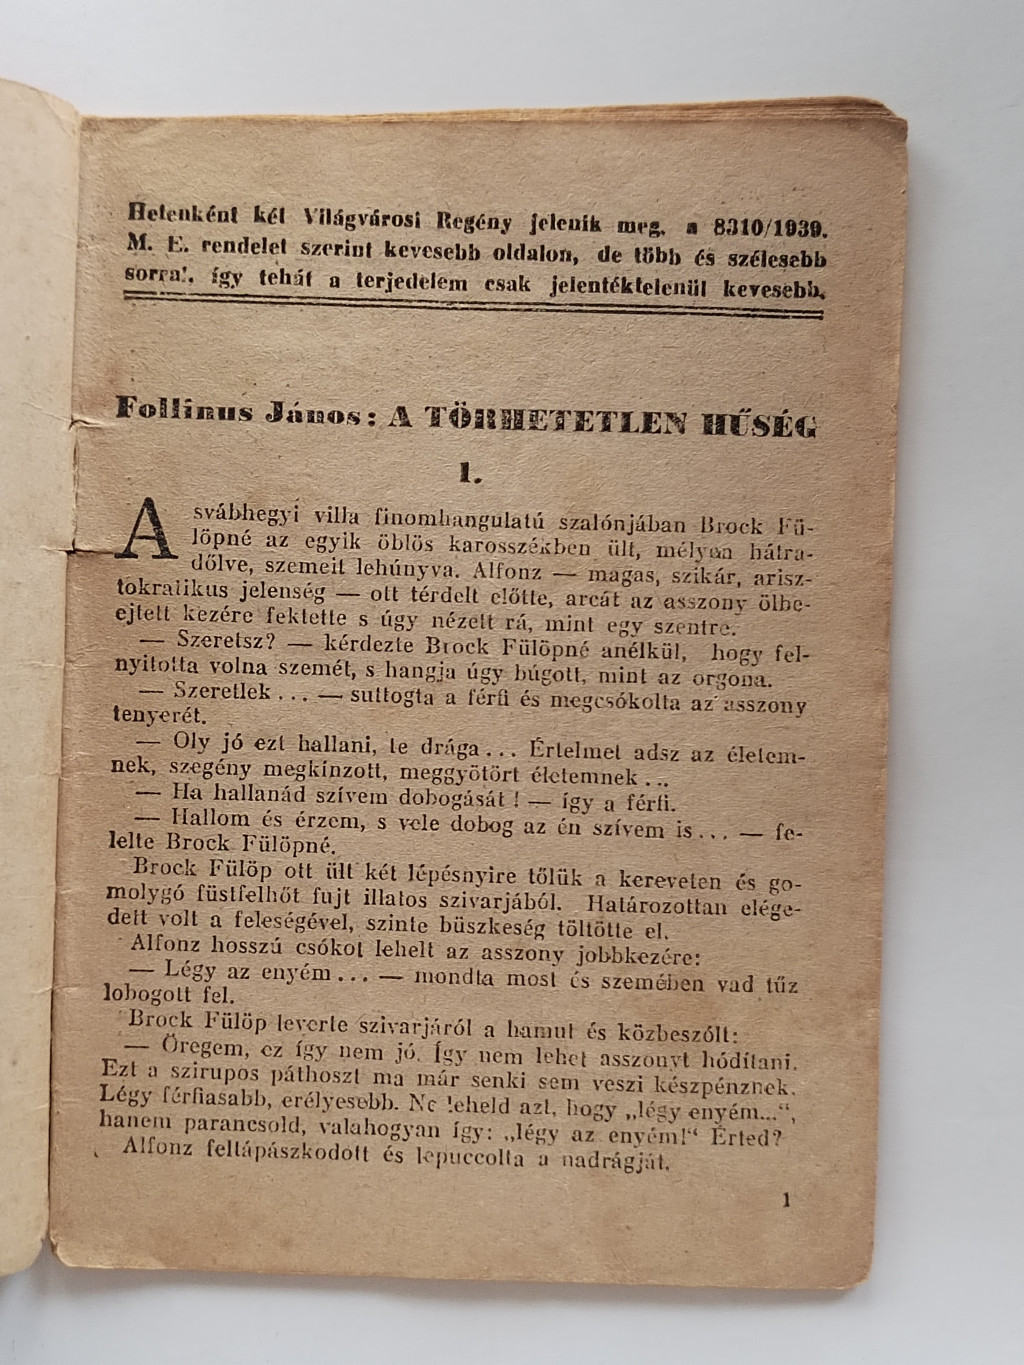 Hetenként két Világvárosi Regény jelenik meg, a 8310/1939.
M. E. rendelet szerint kevesebb oldalon, de több és szélesebb
sorral, így tehát a terjedelem csak jelentéktelenül kevesebb.
Follinus János: A TÖRHETETLEN HŰSÉG
1.
A svábhegyi villa finomhangulatú szalónjában Brock Fü-
löpné az egyik öblös karosszékben ült, mélyen hátra-
dőlve, szemeit lehúnyva. Alfonz — magas, szikár, arisz-
tokratikus jelenség — ott térdelt előtte, arcát az asszony ölbe-
ejtett kezére fektette s úgy nézett rá, mint egy szentre.
— Szeretsz? — kérdezte Brock Fülöpné anélkül, hogy fel-
nyitotta volna szemét, s hangja úgy búgott, mint az orgona.
— Szeretlek... — suttogta a férfi és megcsókolta az asszony
tenyerét.
— Oly jó ezt hallani, te drága... Értelmet adsz az életem-
nek, szegény megkínzott, meggyötört életemnek...
— Ha hallanád szívem dobogását! — így a férfi.
— Hallom és érzem, s vele dobog az én szívem is... — fe-
lelte Brock Fülöpné.
Brock Fülöp ott ült két lépésnyire tőlük a kereveten és go-
molygó füstfelhőt fujt illatos szivarjából. Határozottan elége-
dett volt a feleségével, szinte büszkeség töltötte el.
Alfonz hosszú csókot lehelt az asszony jobbkezére:
— Légy az enyém... — mondta most és szemében vad tűz
lobogott fel.
Brock Fülöp leverte szivarjáról a hamut és közbeszólt:
— Öregem, ez így nem jó. Így nem lehet asszonyt hódítani.
Ezt a szirupos páthoszt ma már senki sem veszi készpénznek.
Légy férfiasabb, erélyesebb. Ne leheld azt, hogy „légy enyém...“,
hanem parancsold, valahogyan így: „légy az enyém!“ Érted?
Alfonz feltápászkodott és lepuccolta a nadrágját.
1